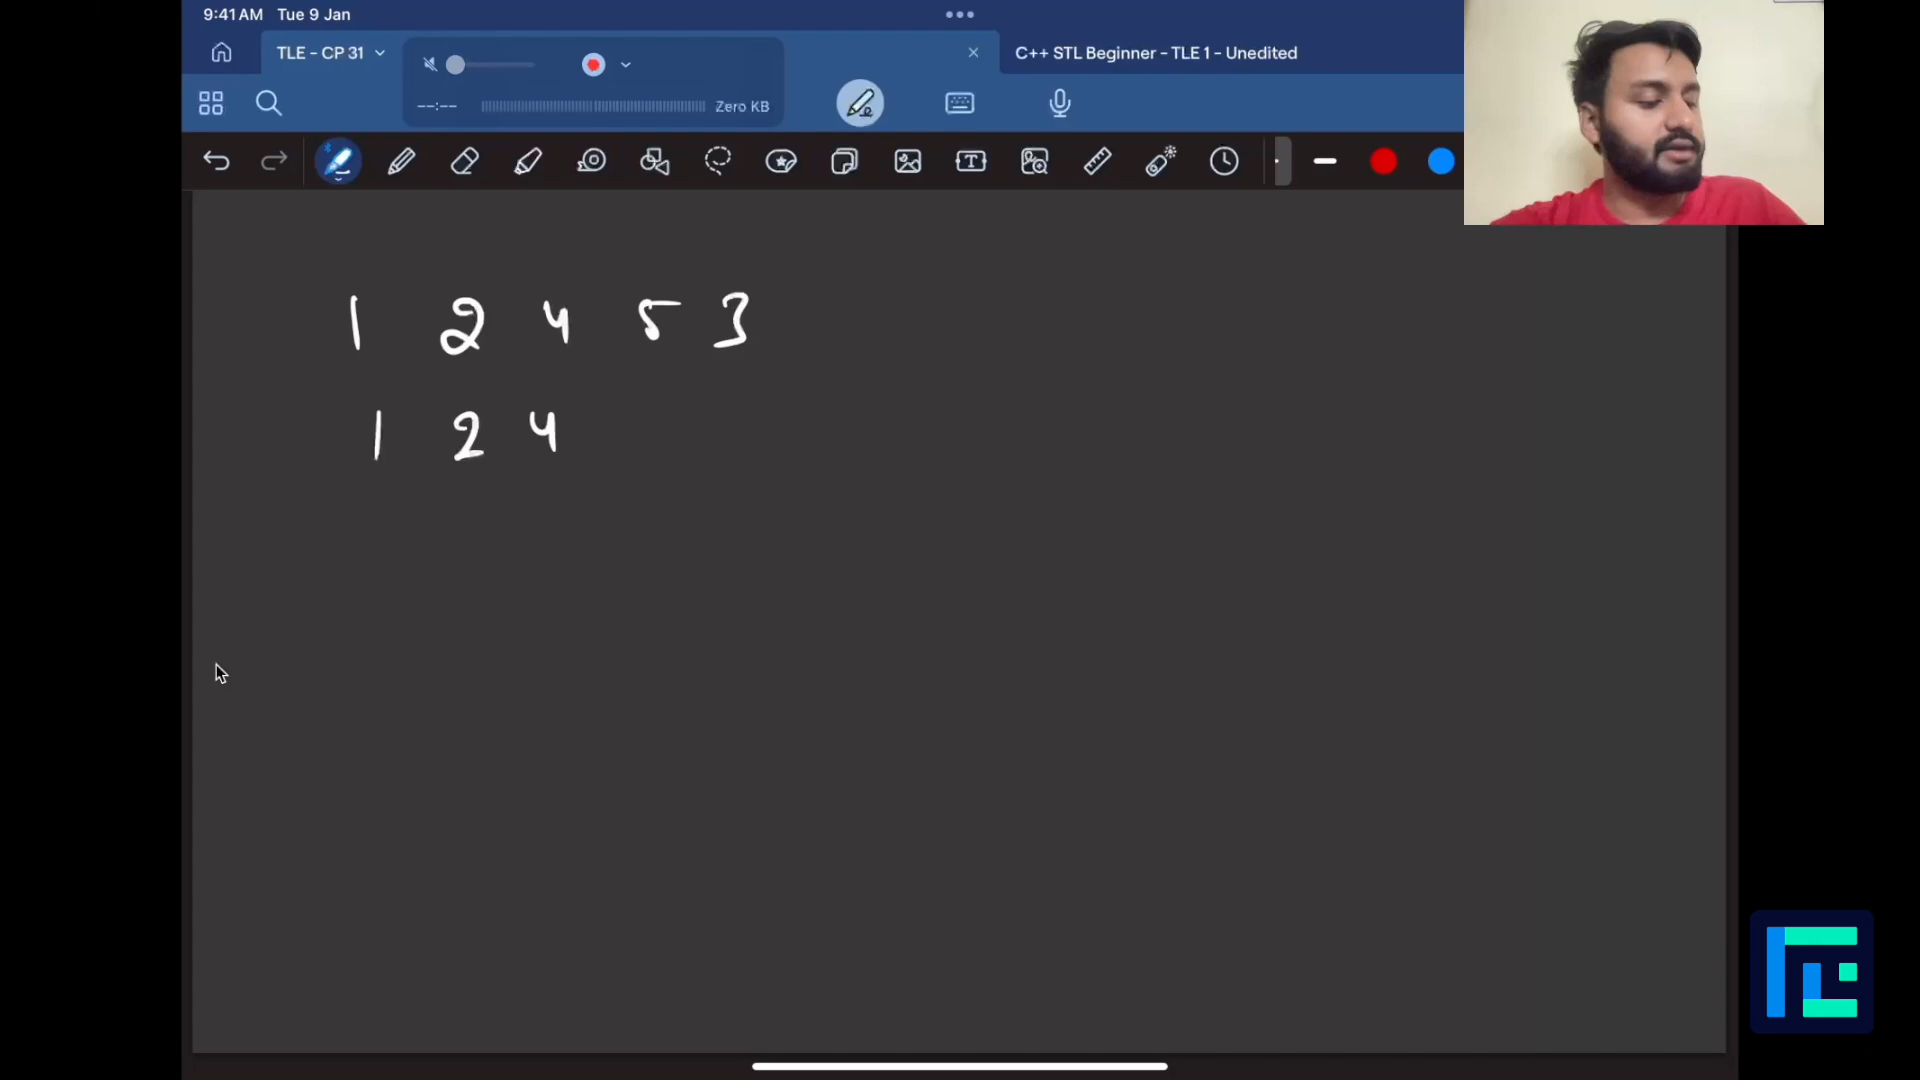 9:41 AM Tue 9 Jan
TLE - CP 31
C++ STL Beginner - TLE 1 - Unedited
--:-- Zero KB
1 2 4 5 3
1 2 4